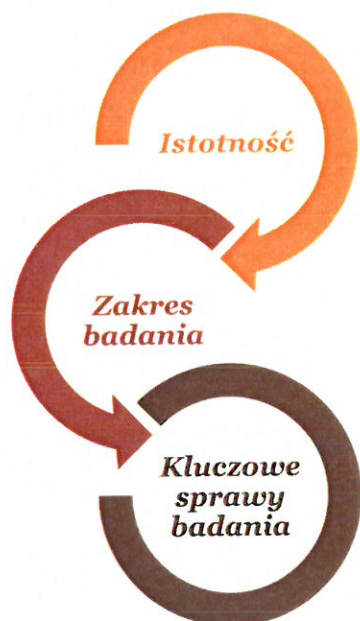 Istotność
Zakres
badania
Kluczowe
sprawy
badania